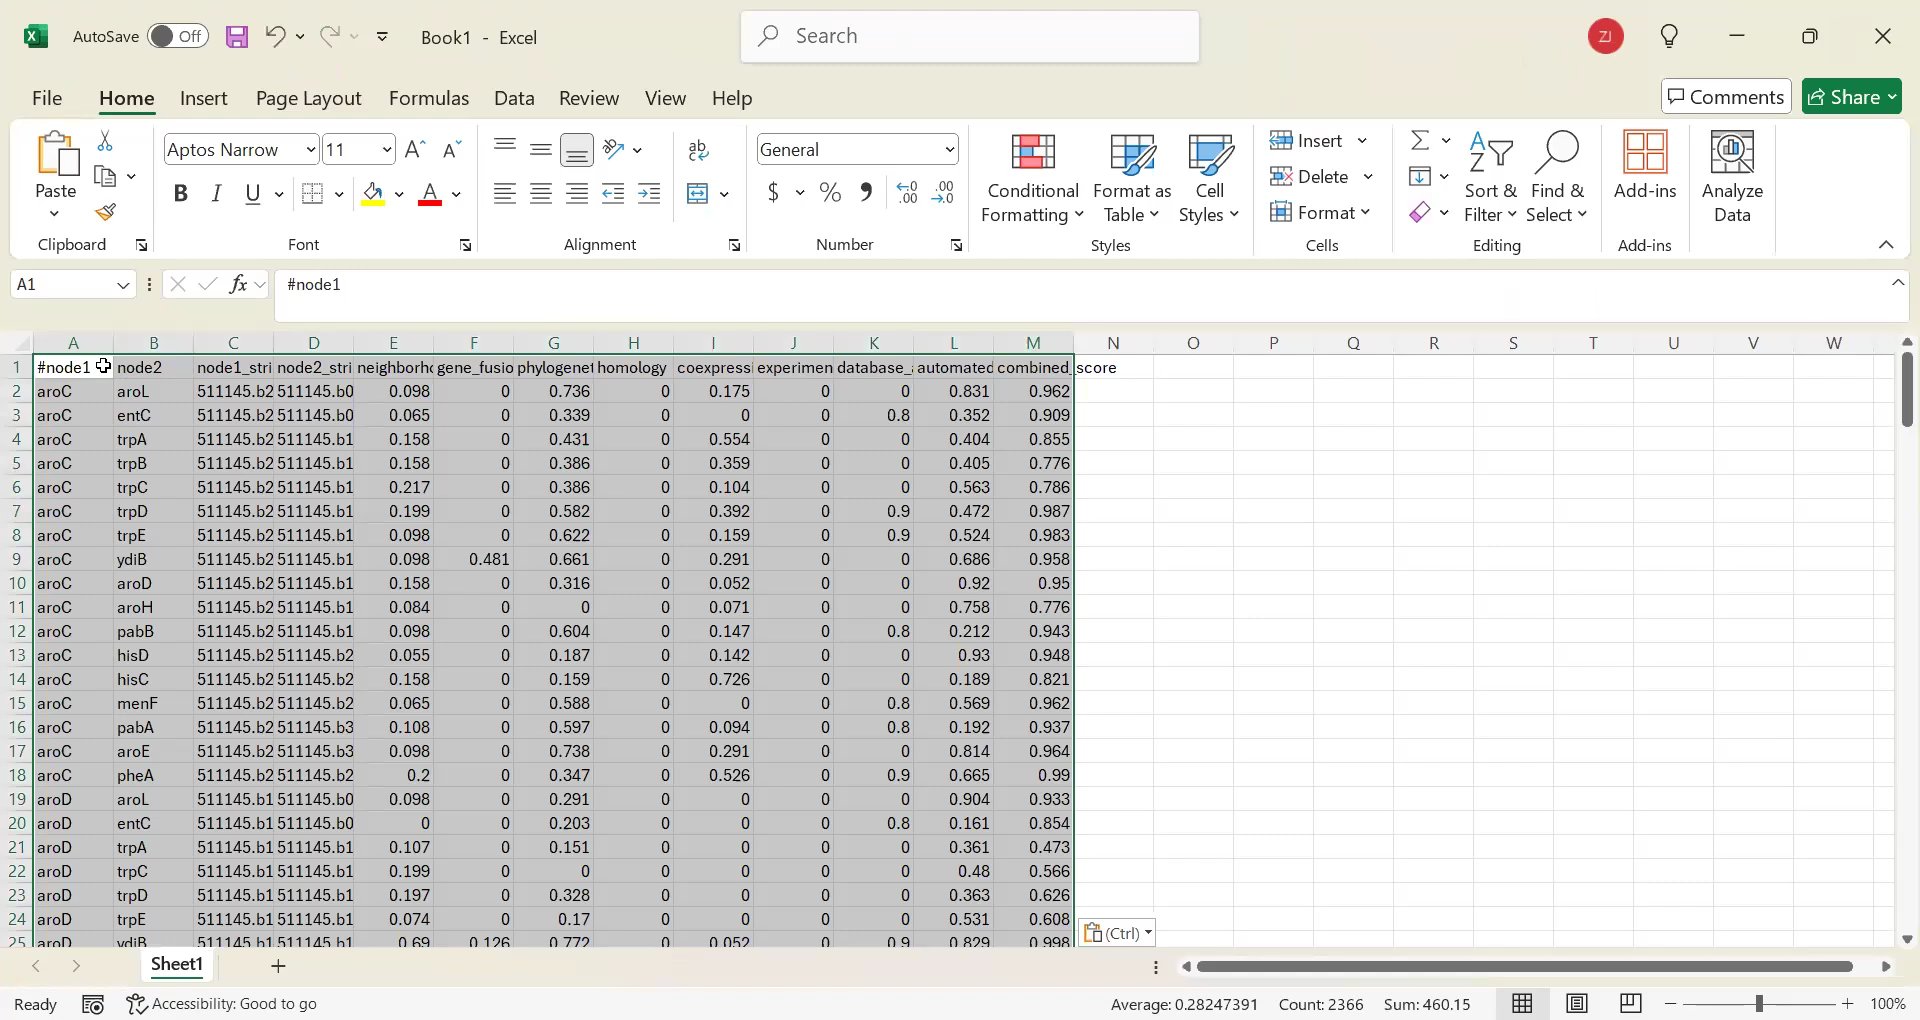 AutoSave Off Book1 - Excel Search ZJ
File Home Insert Page Layout Formulas Data Review View Help Comments Share
Paste
Clipboard
Aptos Narrow 11
B I U A
Font
ab
Alignment
General
$ % 9
Number
Conditional Formatting
Format as Table
Cell Styles
Styles
Insert
Delete
Format
Cells
Sort & Filter
Find & Select
Editing
Add-ins
Add-ins
Analyze Data
A1 fx #node1
A B C D E F G H I J K L M N O P Q R S T U V W
1 #node1 node2 node1_stri node2_stri neighborho gene_fusio phylogenet homology coexpressi experimen database_a automated combined_score
2 aroC aroL 511145.b2 511145.b0 0.098 0 0.736 0 0.175 0 0 0.831 0.962
3 aroC entC 511145.b2 511145.b0 0.065 0 0.339 0 0 0 0.8 0.352 0.909
4 aroC trpA 511145.b2 511145.b1 0.158 0 0.431 0 0.554 0 0 0.404 0.855
5 aroC trpB 511145.b2 511145.b1 0.158 0 0.386 0 0.359 0 0 0.405 0.776
6 aroC trpC 511145.b2 511145.b1 0.217 0 0.386 0 0.104 0 0 0.563 0.786
7 aroC trpD 511145.b2 511145.b1 0.199 0 0.582 0 0.392 0 0.9 0.472 0.987
8 aroC trpE 511145.b2 511145.b1 0.098 0 0.622 0 0.159 0 0.9 0.524 0.983
9 aroC ydiB 511145.b2 511145.b1 0.098 0.481 0.661 0 0.291 0 0 0.686 0.958
10 aroC aroD 511145.b2 511145.b1 0.158 0 0.316 0 0.052 0 0 0.92 0.95
11 aroC aroH 511145.b2 511145.b1 0.084 0 0 0 0.071 0 0 0.758 0.776
12 aroC pabB 511145.b2 511145.b1 0.098 0 0.604 0 0.147 0 0.8 0.212 0.943
13 aroC hisD 511145.b2 511145.b2 0.055 0 0.187 0 0.142 0 0 0.93 0.948
14 aroC hisC 511145.b2 511145.b2 0.158 0 0.159 0 0.726 0 0 0.189 0.821
15 aroC menF 511145.b2 511145.b2 0.065 0 0.588 0 0 0 0.8 0.569 0.962
16 aroC pabA 511145.b2 511145.b3 0.108 0 0.597 0 0.094 0 0.8 0.192 0.937
17 aroC aroE 511145.b2 511145.b3 0.098 0 0.738 0 0.291 0 0 0.814 0.964
18 aroC pheA 511145.b2 511145.b2 0.2 0 0.347 0 0.526 0 0.9 0.665 0.99
19 aroD aroL 511145.b1 511145.b0 0.098 0 0.291 0 0 0 0 0.904 0.933
20 aroD entC 511145.b1 511145.b0 0 0 0.203 0 0 0 0.8 0.161 0.854
21 aroD trpA 511145.b1 511145.b1 0.107 0 0.151 0 0 0 0 0.361 0.473
22 aroD trpC 511145.b1 511145.b1 0.199 0 0 0 0 0 0 0.48 0.566
23 aroD trpD 511145.b1 511145.b1 0.197 0 0.328 0 0 0 0 0.363 0.626
24 aroD trpE 511145.b1 511145.b1 0.074 0 0.17 0 0 0 0 0.531 0.608
25 aroD ydiB 511145.b1 511145.b1 0.69 0.126 0.772 0 0.052 0 0.9 0.829 0.998
(Ctrl)
Sheet1
Ready Accessibility: Good to go Average: 0.28247391 Count: 2366 Sum: 460.15 100%